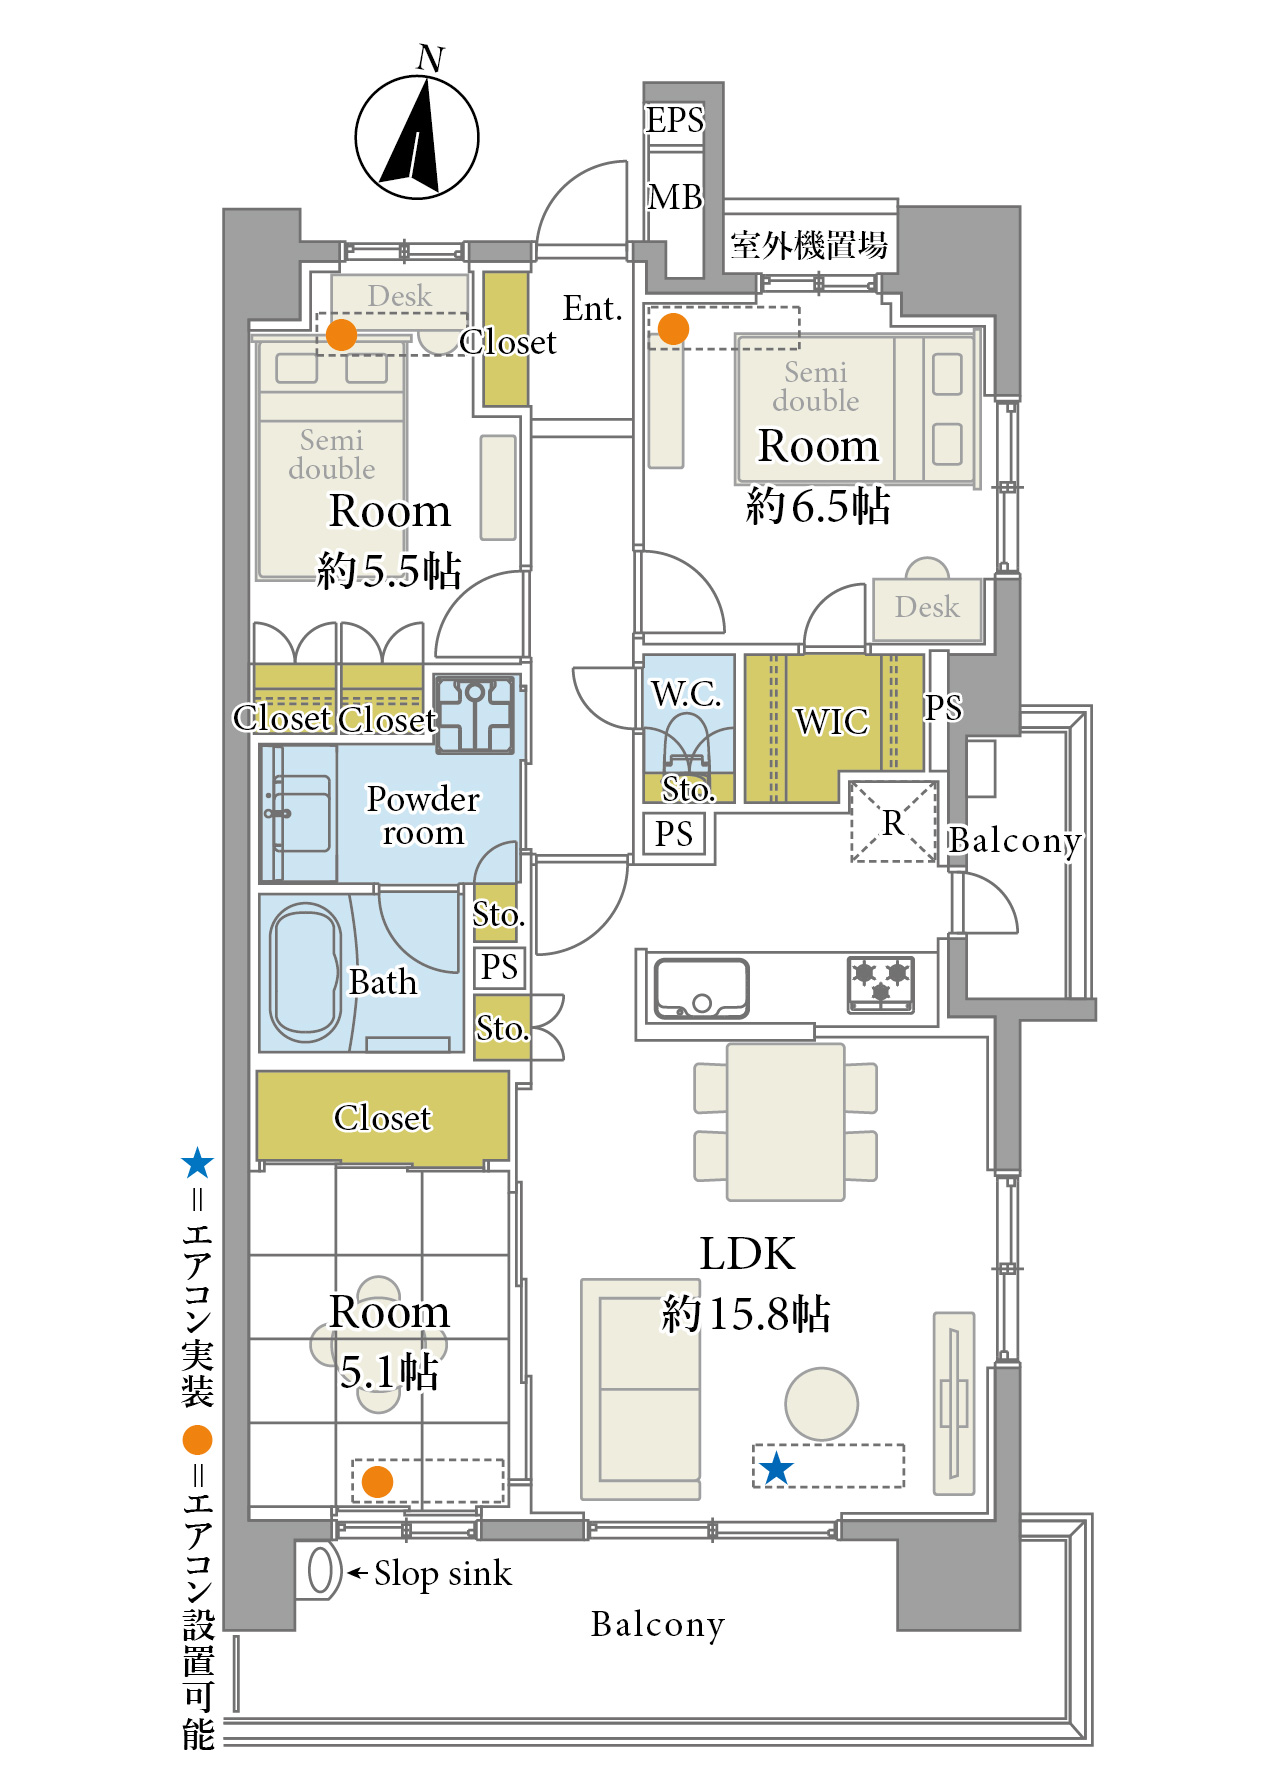 N
EPS
MB
室外機置場
Desk
Closet
Ent.
Semi
double
Room
約6.5帖
Semi
double
Room
約5.5帖
Desk
Closet
Closet
W.C.
WIC
PS
Sto.
Powder
room
PS
R
Balcony
Sto.
PS
Bath
Sto.
Closet
LDK
約15.8帖
Room
5.1帖
★＝エアコン実装 ●＝エアコン設置可能
Slop sink
Balcony